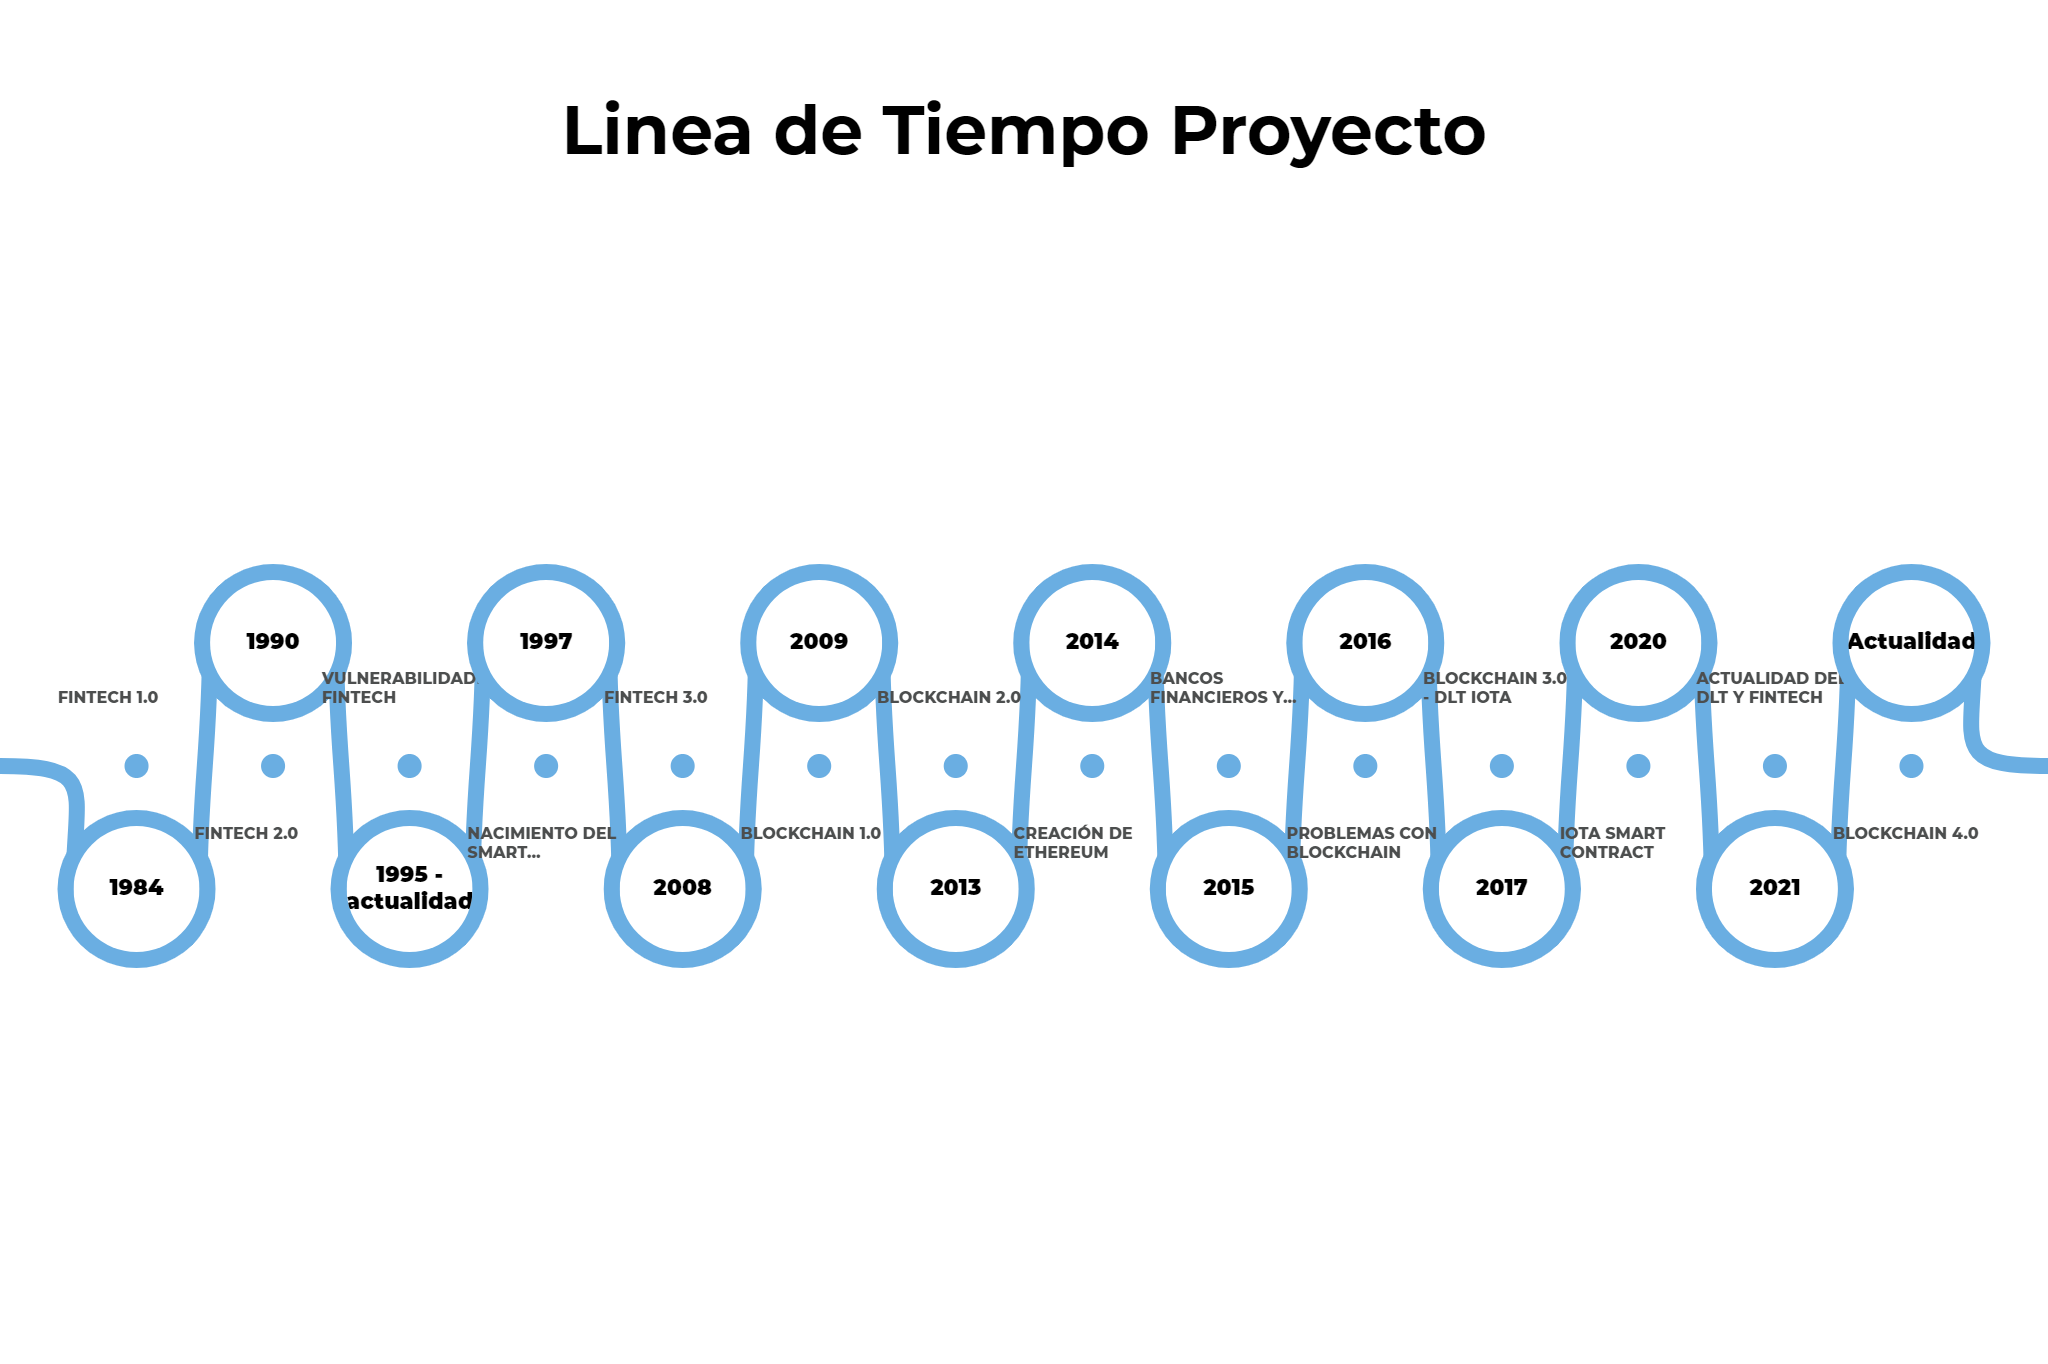 Linea de Tiempo Proyecto
1984
FINTECH 1.0
1990
FINTECH 2.0
1995 -
actualidad
VULNERABILIDAD
FINTECH
1997
NACIMIENTO DEL
SMART...
2008
FINTECH 3.0
2009
BLOCKCHAIN 1.0
2013
BLOCKCHAIN 2.0
2014
CREACIÓN DE
ETHEREUM
2015
BANCOS
FINANCIEROS Y...
2016
PROBLEMAS CON
BLOCKCHAIN
2017
BLOCKCHAIN 3.0
- DLT IOTA
2020
IOTA SMART
CONTRACT
2021
ACTUALIDAD DEL
DLT Y FINTECH
Actualidad
BLOCKCHAIN 4.0